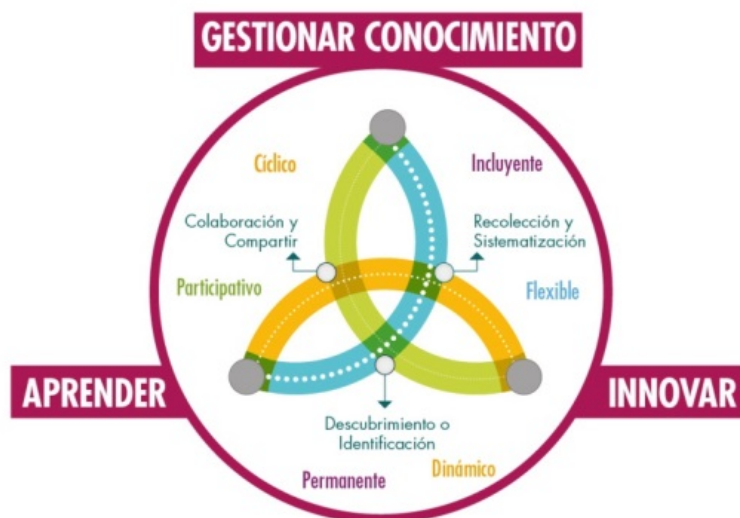 GESTIONAR CONOCIMIENTO
Cíclico
Incluyente
Colaboración y
Compartir
Recolección y
Sistematización
Participativo
Flexible
APRENDER
INNOVAR
Descubrimiento o
Identificación
Permanente
Dinámico